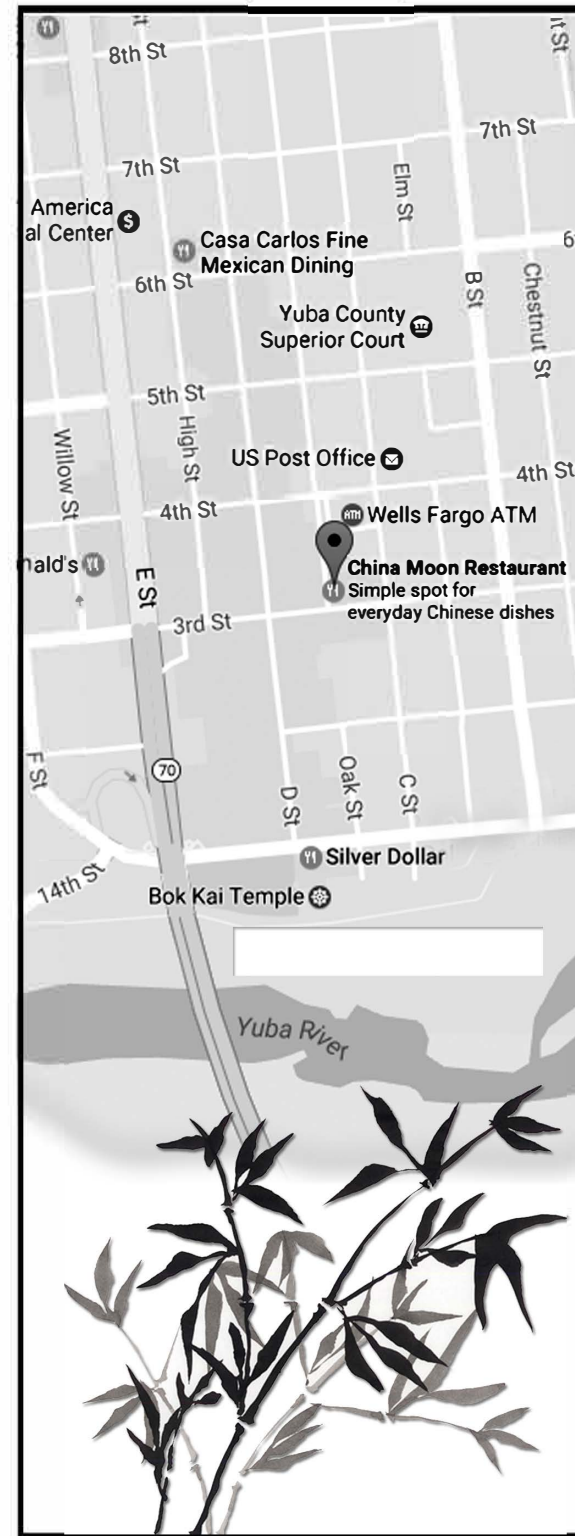 8th St
7th St
7th St
Elm St
America
al Center
$
Casa Carlos Fine
Mexican Dining
6th St
6
B St
Chestnut St
Yuba County
Superior Court
5th St
High St
Willow St
US Post Office
4th St
4th St
ATM
Wells Fargo ATM
nald's
E St
China Moon Restaurant
Simple spot for
everyday Chinese dishes
3rd St
70
F St
D St
Oak St
C St
Silver Dollar
14th St
Bok Kai Temple
Yuba River